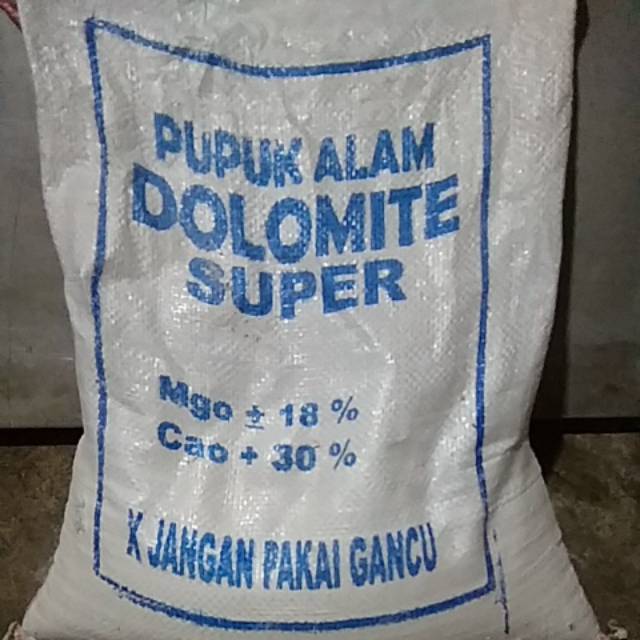 PUPUK ALAM
DOLOMITE
SUPER
Mgo ± 18 %
Cao + 30 %
X JANGAN PAKAI GANCU